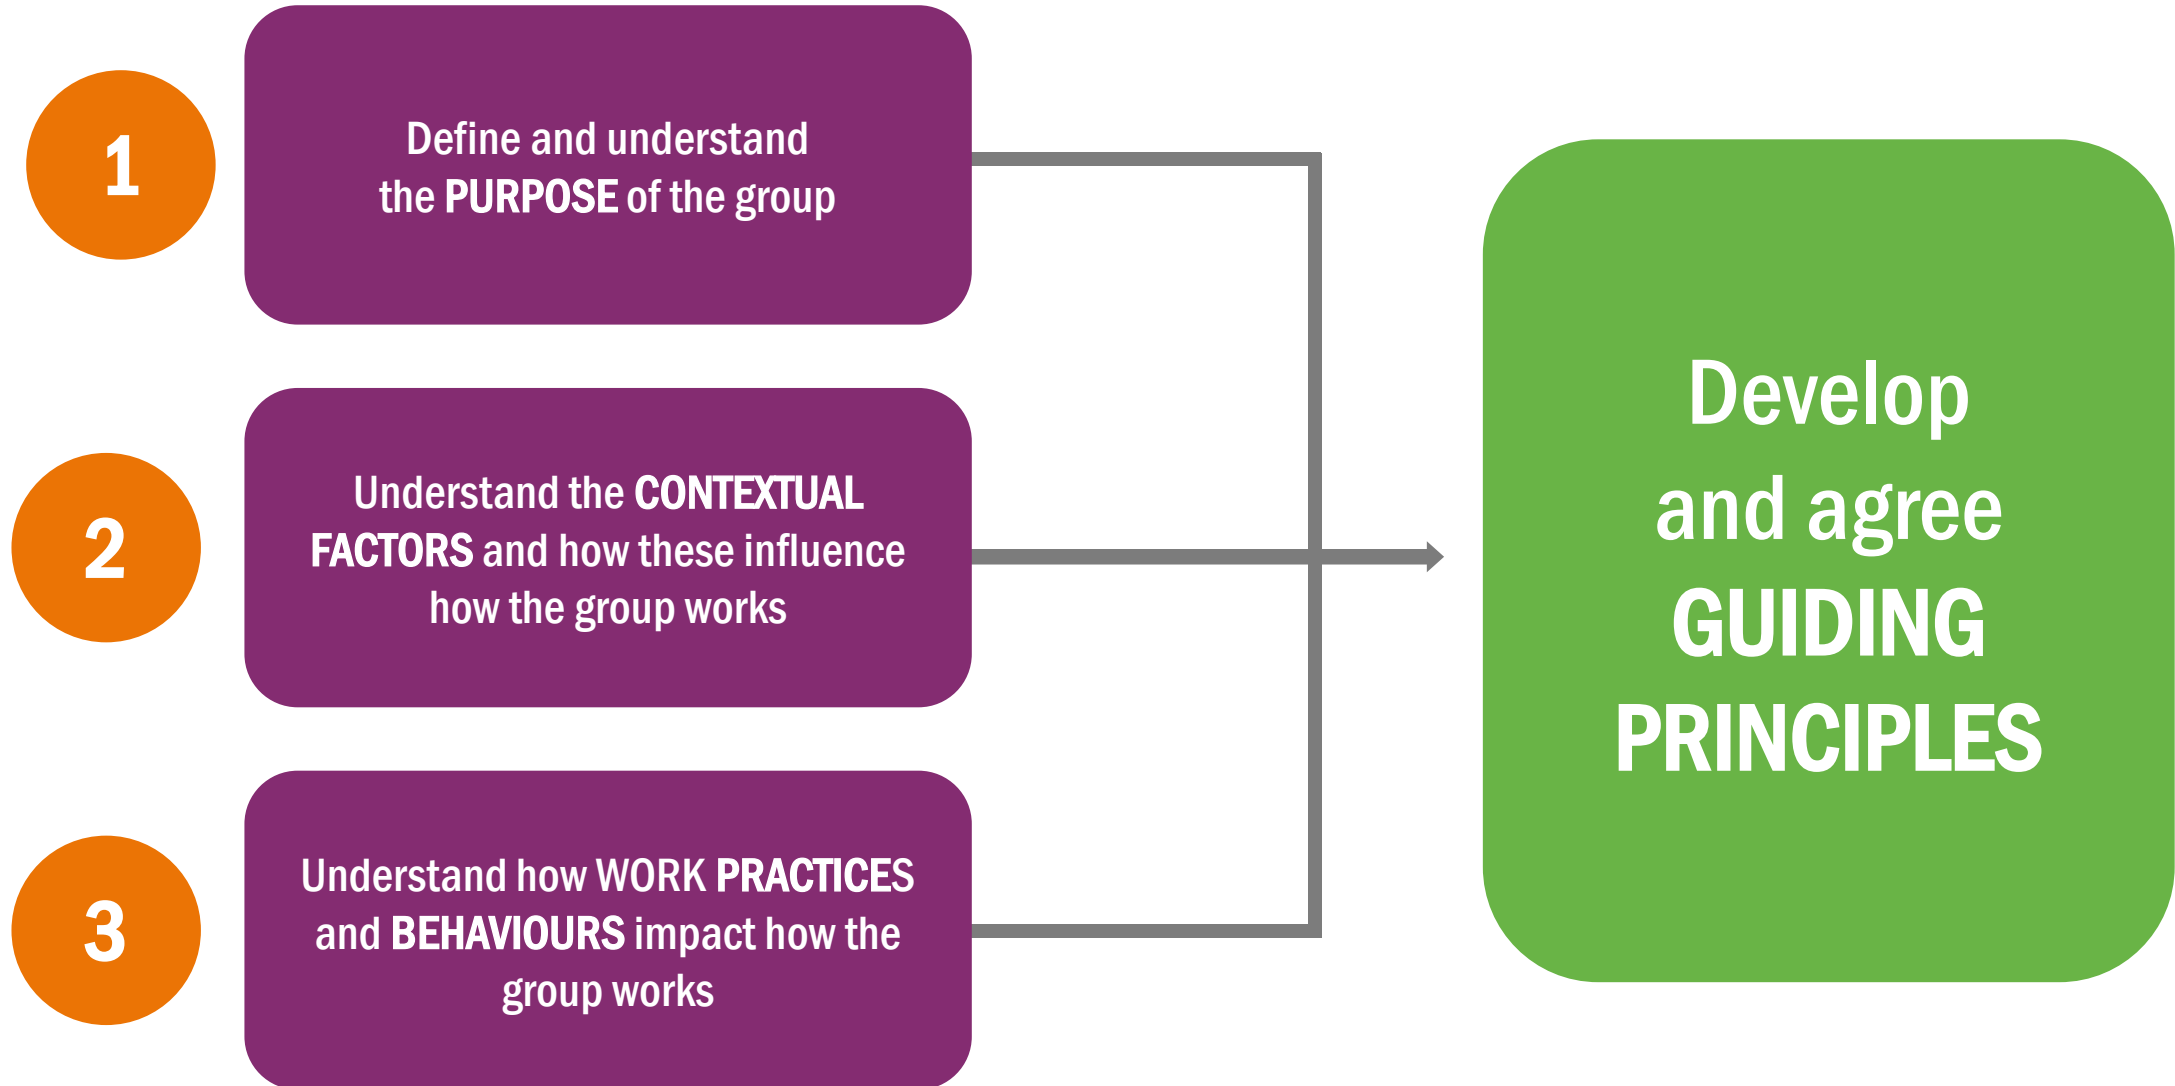 1
Define and understand
the PURPOSE of the group
2
Understand the CONTEXTUAL
FACTORS and how these influence
how the group works
3
Understand how WORK PRACTICES
and BEHAVIOURS impact how the
group works
Develop
and agree
GUIDING
PRINCIPLES